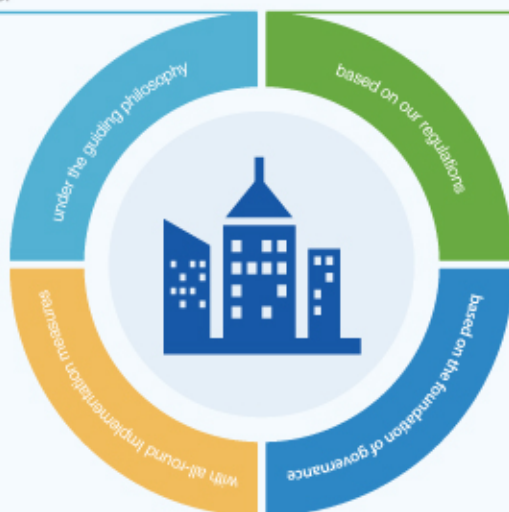 under the guiding philosophy
based on our regulations
based on the foundation of governance
with all-round implementation measures